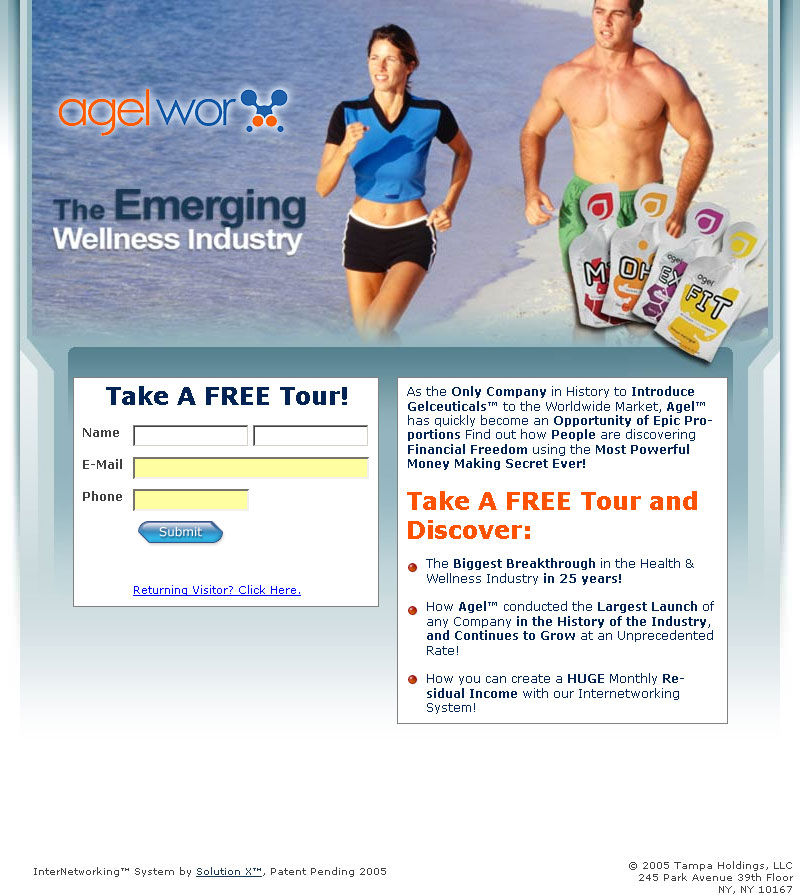 agelworx
The Emerging
Wellness Industry
M
OH
EX
agel
FIT
Take A FREE Tour!
Name
E-Mail
Phone
Submit
Returning Visitor? Click Here.
As the Only Company in History to Introduce
Gelceuticals™ to the Worldwide Market, Agel™
has quickly become an Opportunity of Epic Pro-
portions Find out how People are discovering
Financial Freedom using the Most Powerful
Money Making Secret Ever!
Take A FREE Tour and
Discover:
The Biggest Breakthrough in the Health &
Wellness Industry in 25 years!
How Agel™ conducted the Largest Launch of
any Company in the History of the Industry,
and Continues to Grow at an Unprecedented
Rate!
How you can create a HUGE Monthly Re-
sidual Income with our Internetworking
System!
InterNetworking™ System by Solution X™, Patent Pending 2005
© 2005 Tampa Holdings, LLC
245 Park Avenue 39th Floor
NY, NY 10167